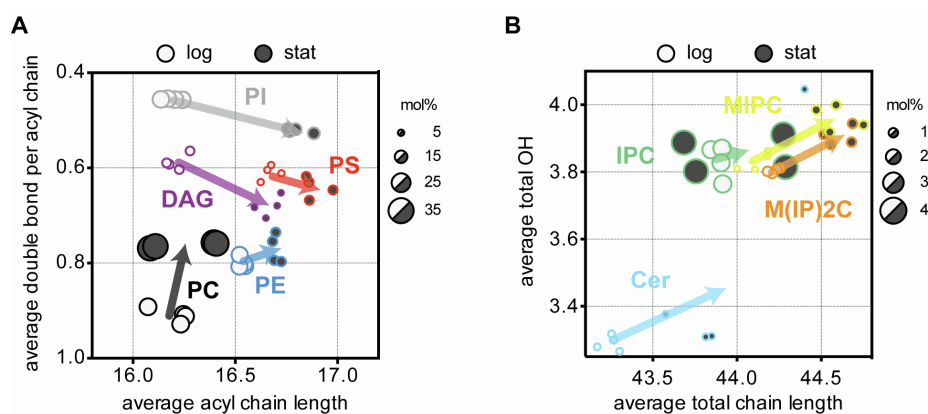 A
log stat
average double bond per acyl chain
0.4
0.6
0.8
1.0
PI
PS
DAG
PC
PE
16.0 16.5 17.0
average acyl chain length
mol%
5
15
25
35
B
log stat
average total OH
4.0
3.8
3.6
3.4
MIPC
IPC
M(IP)2C
Cer
43.5 44.0 44.5
average total chain length
mol%
1
2
3
4